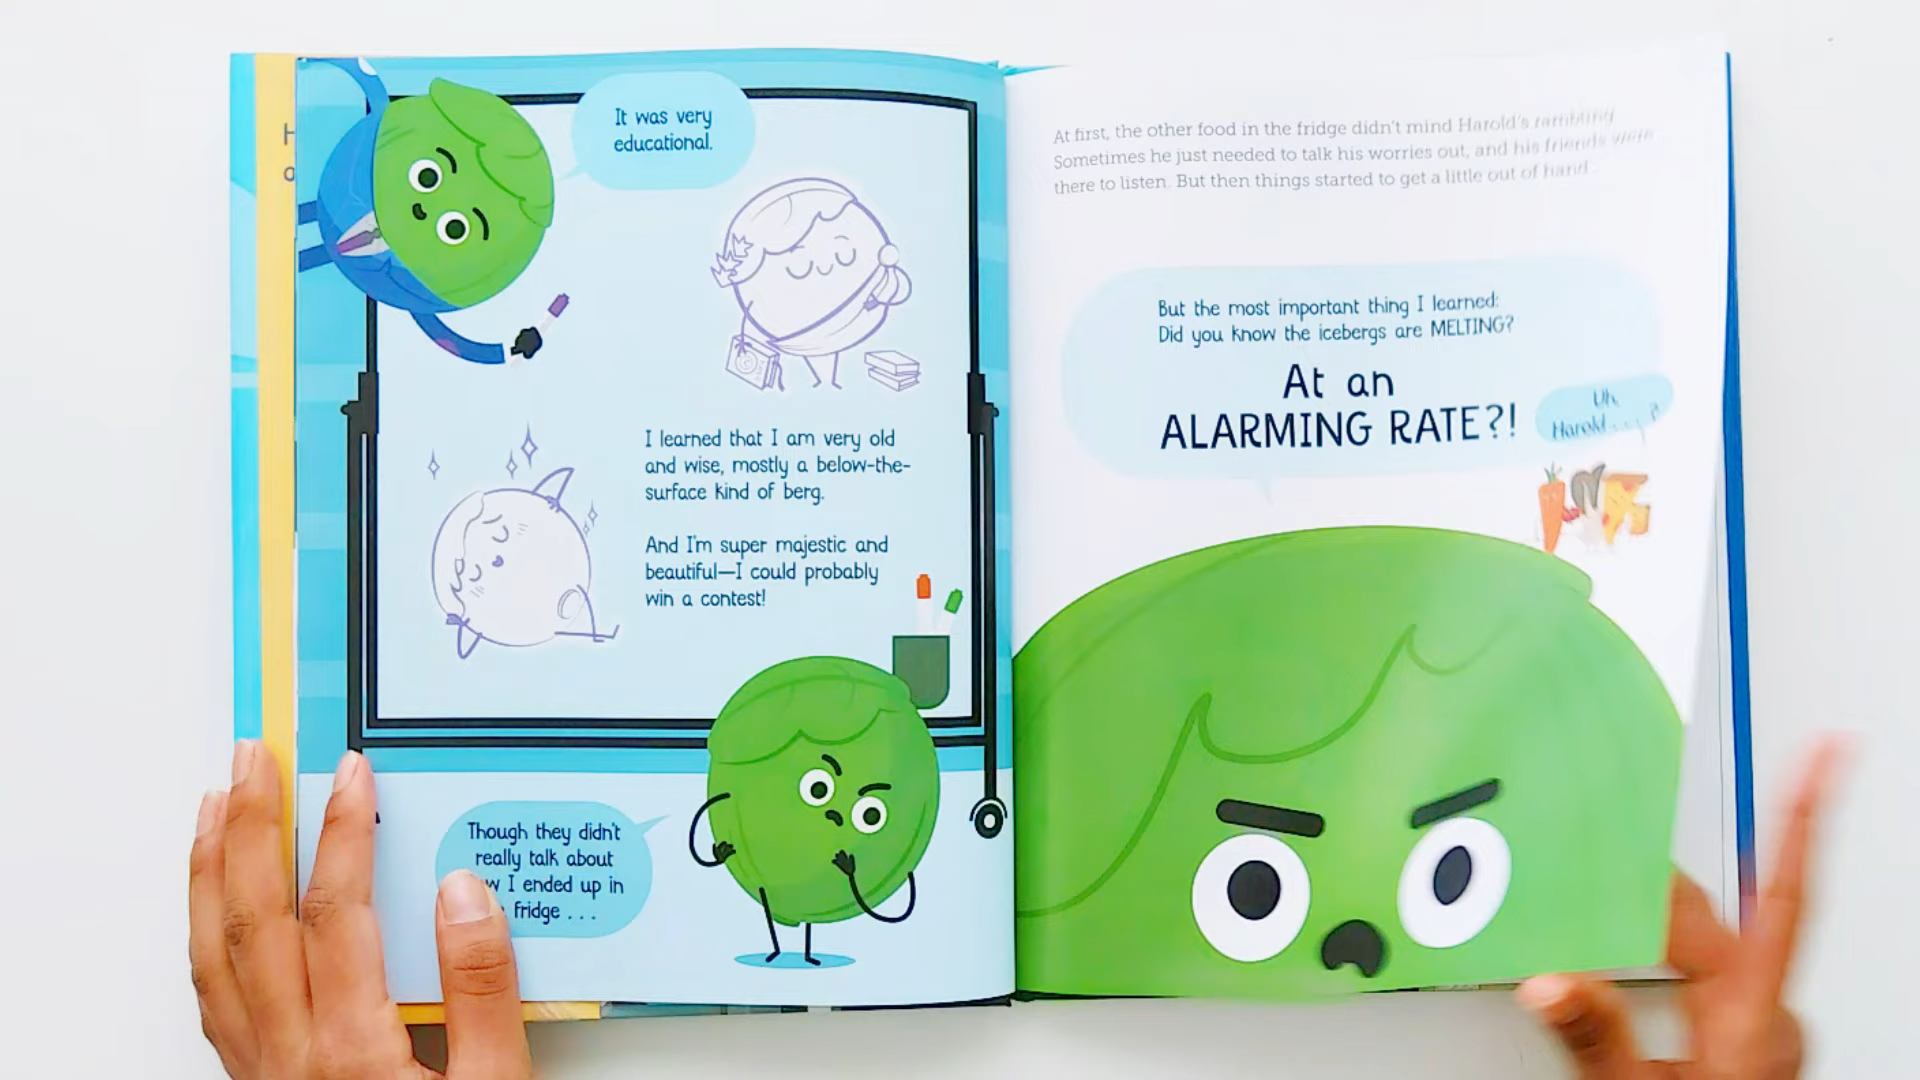 It was very
educational.
I learned that I am very old
and wise, mostly a below-the-
surface kind of berg.
And I'm super majestic and
beautiful—I could probably
win a contest!
Though they didn't
really talk about
I ended up in
fridge . . .
At first, the other food in the fridge didn't mind Harold's rambling
Sometimes he just needed to talk his worries out, and his friends were
there to listen. But then things started to get a little out of hand
But the most important thing I learned:
Did you know the icebergs are MELTING?
At an
ALARMING RATE?!
Uh,
Harold . . . ?